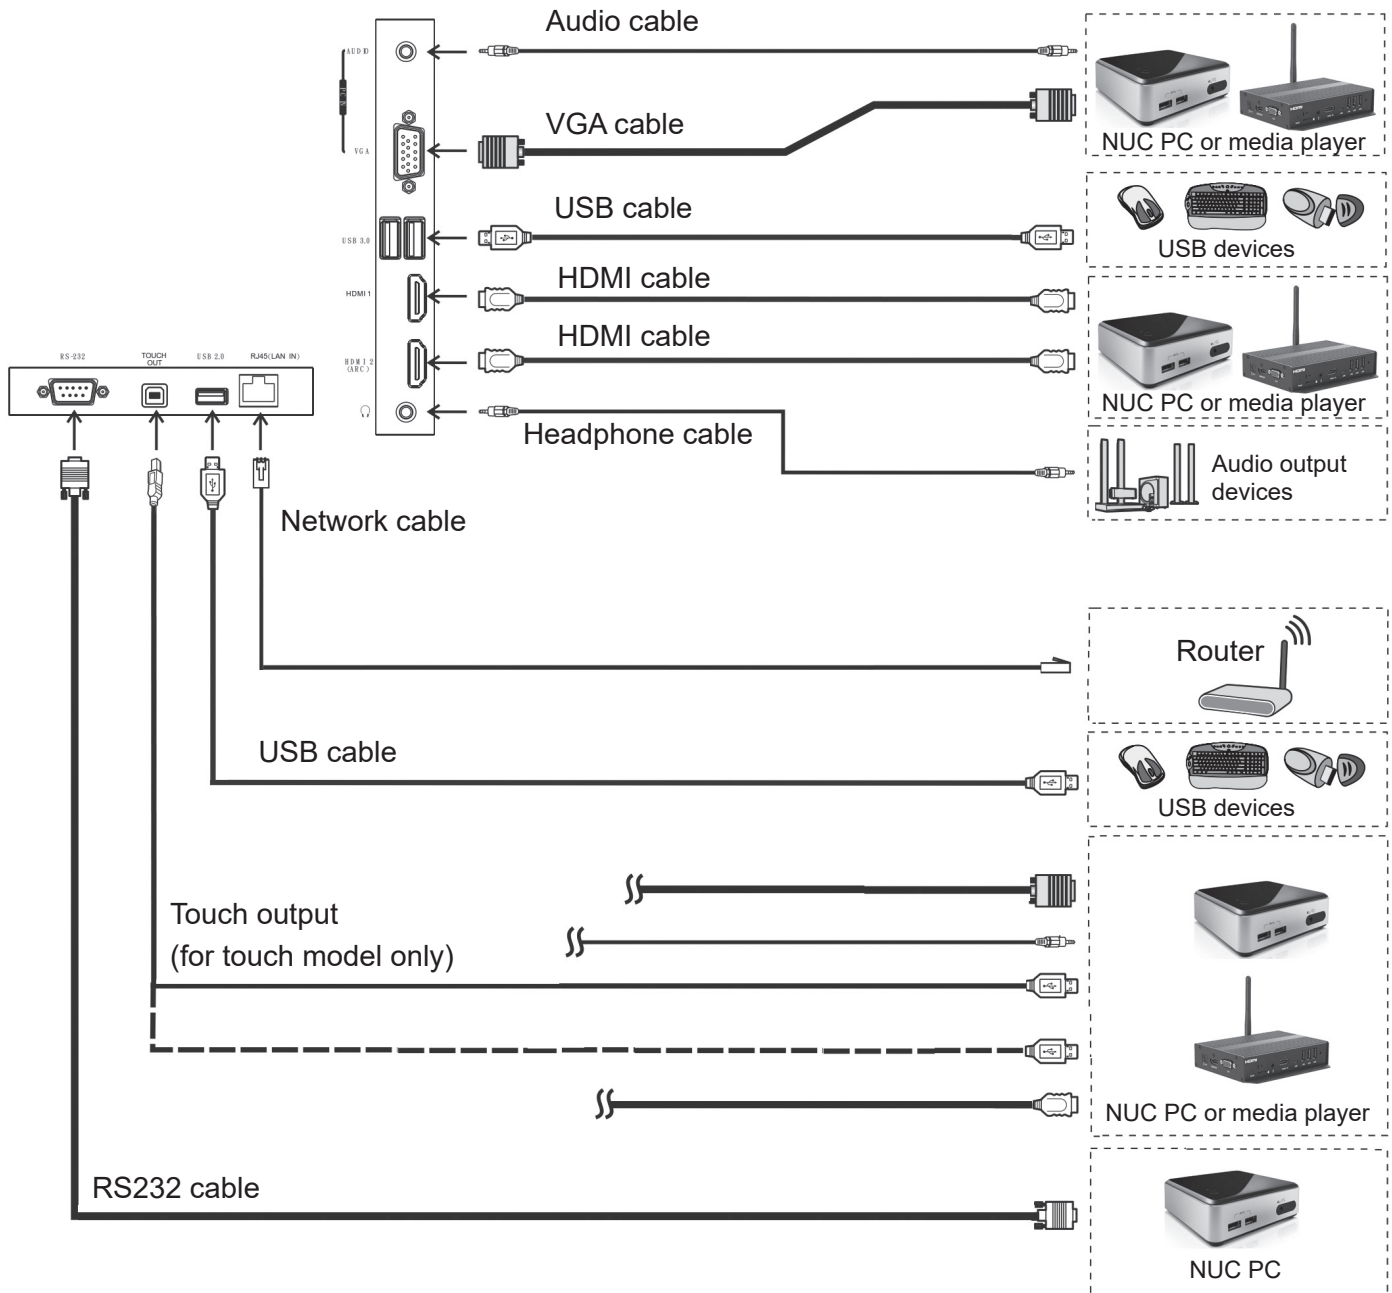 Audio cable
AUDIO
PC IN
VGA cable
VGA
NUC PC or media player
USB cable
USB 3.0
USB devices
HDMI cable
HDMI 1
HDMI cable
HDMI 2
(ARC)
NUC PC or media player
RS-232
TOUCH
OUT
USB 2.0
RJ45(LAN IN)
Headphone cable
Audio output
devices
Network cable
Router
USB cable
USB devices
Touch output
(for touch model only)
NUC PC or media player
RS232 cable
NUC PC